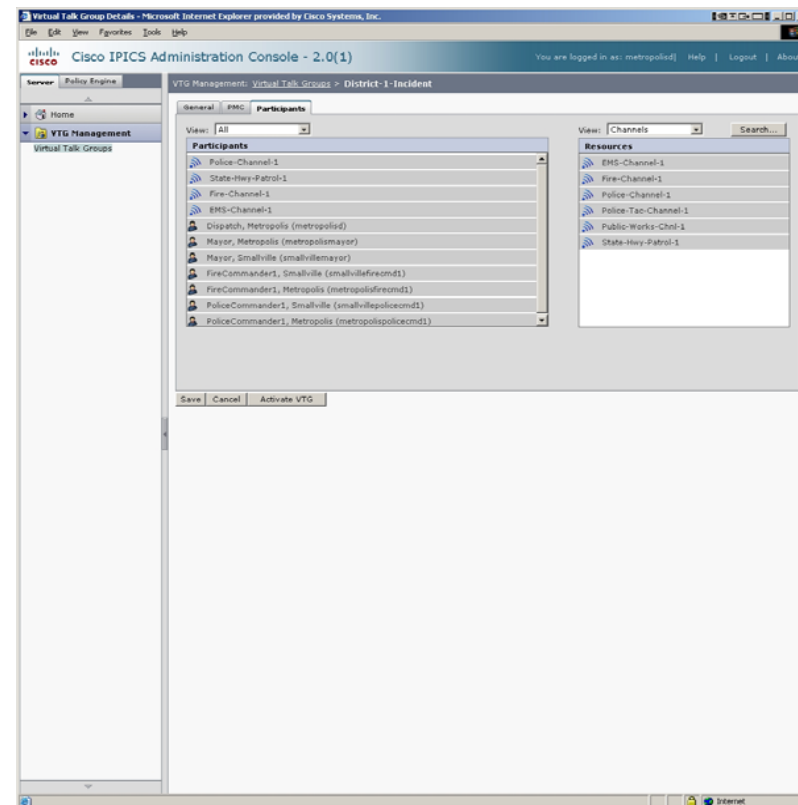 Virtual Talk Group Details - Microsoft Internet Explorer provided by Cisco Systems, Inc.
File Edit View Favorites Tools Help
CISCO Cisco IPICS Administration Console - 2.0(1)
You are logged in as: metropolisd| Help | Logout | Abou
Server Policy Engine
VTG Management: Virtual Talk Groups > District-1-Incident
Home
VTG Management
Virtual Talk Groups
General PMC Participants
View: All
View: Channels Search...
Participants
Police-Channel-1
State-Hwy-Patrol-1
Fire-Channel-1
EMS-Channel-1
Dispatch, Metropolis (metropolisd)
Mayor, Metropolis (metropolismayor)
Mayor, Smallville (smallvillemayor)
FireCommander1, Smallville (smallvillefirecmd1)
FireCommander1, Metropolis (metropolisfirecmd1)
PoliceCommander1, Smallville (smallvillepolicecmd1)
PoliceCommander1, Metropolis (metropolispolicecmd1)
Resources
EMS-Channel-1
Fire-Channel-1
Police-Channel-1
Police-Tac-Channel-1
Public-Works-Chnl-1
State-Hwy-Patrol-1
Save Cancel Activate VTG
Internet